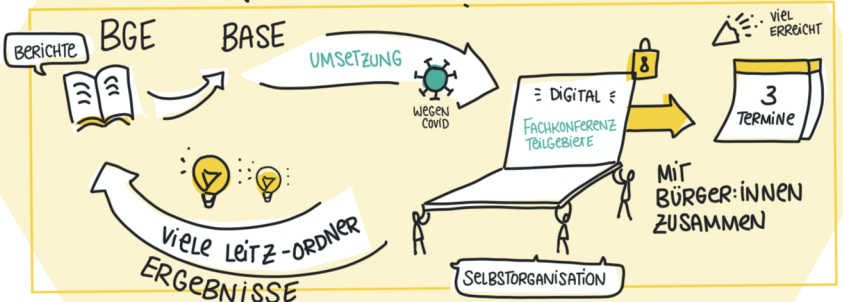 BERICHTE
BGE
BASE
UMSETZUNG
WEGEN
COVID
DIGITAL
FACHKONFERENZ
TEILGEBIETE
8
VIEL
ERREICHT
3
TERMINE
MIT
BÜRGER:INNEN
ZUSAMMEN
VIELE LEITZ-ORDNER
ERGEBNISSE
SELBSTORGANISATION